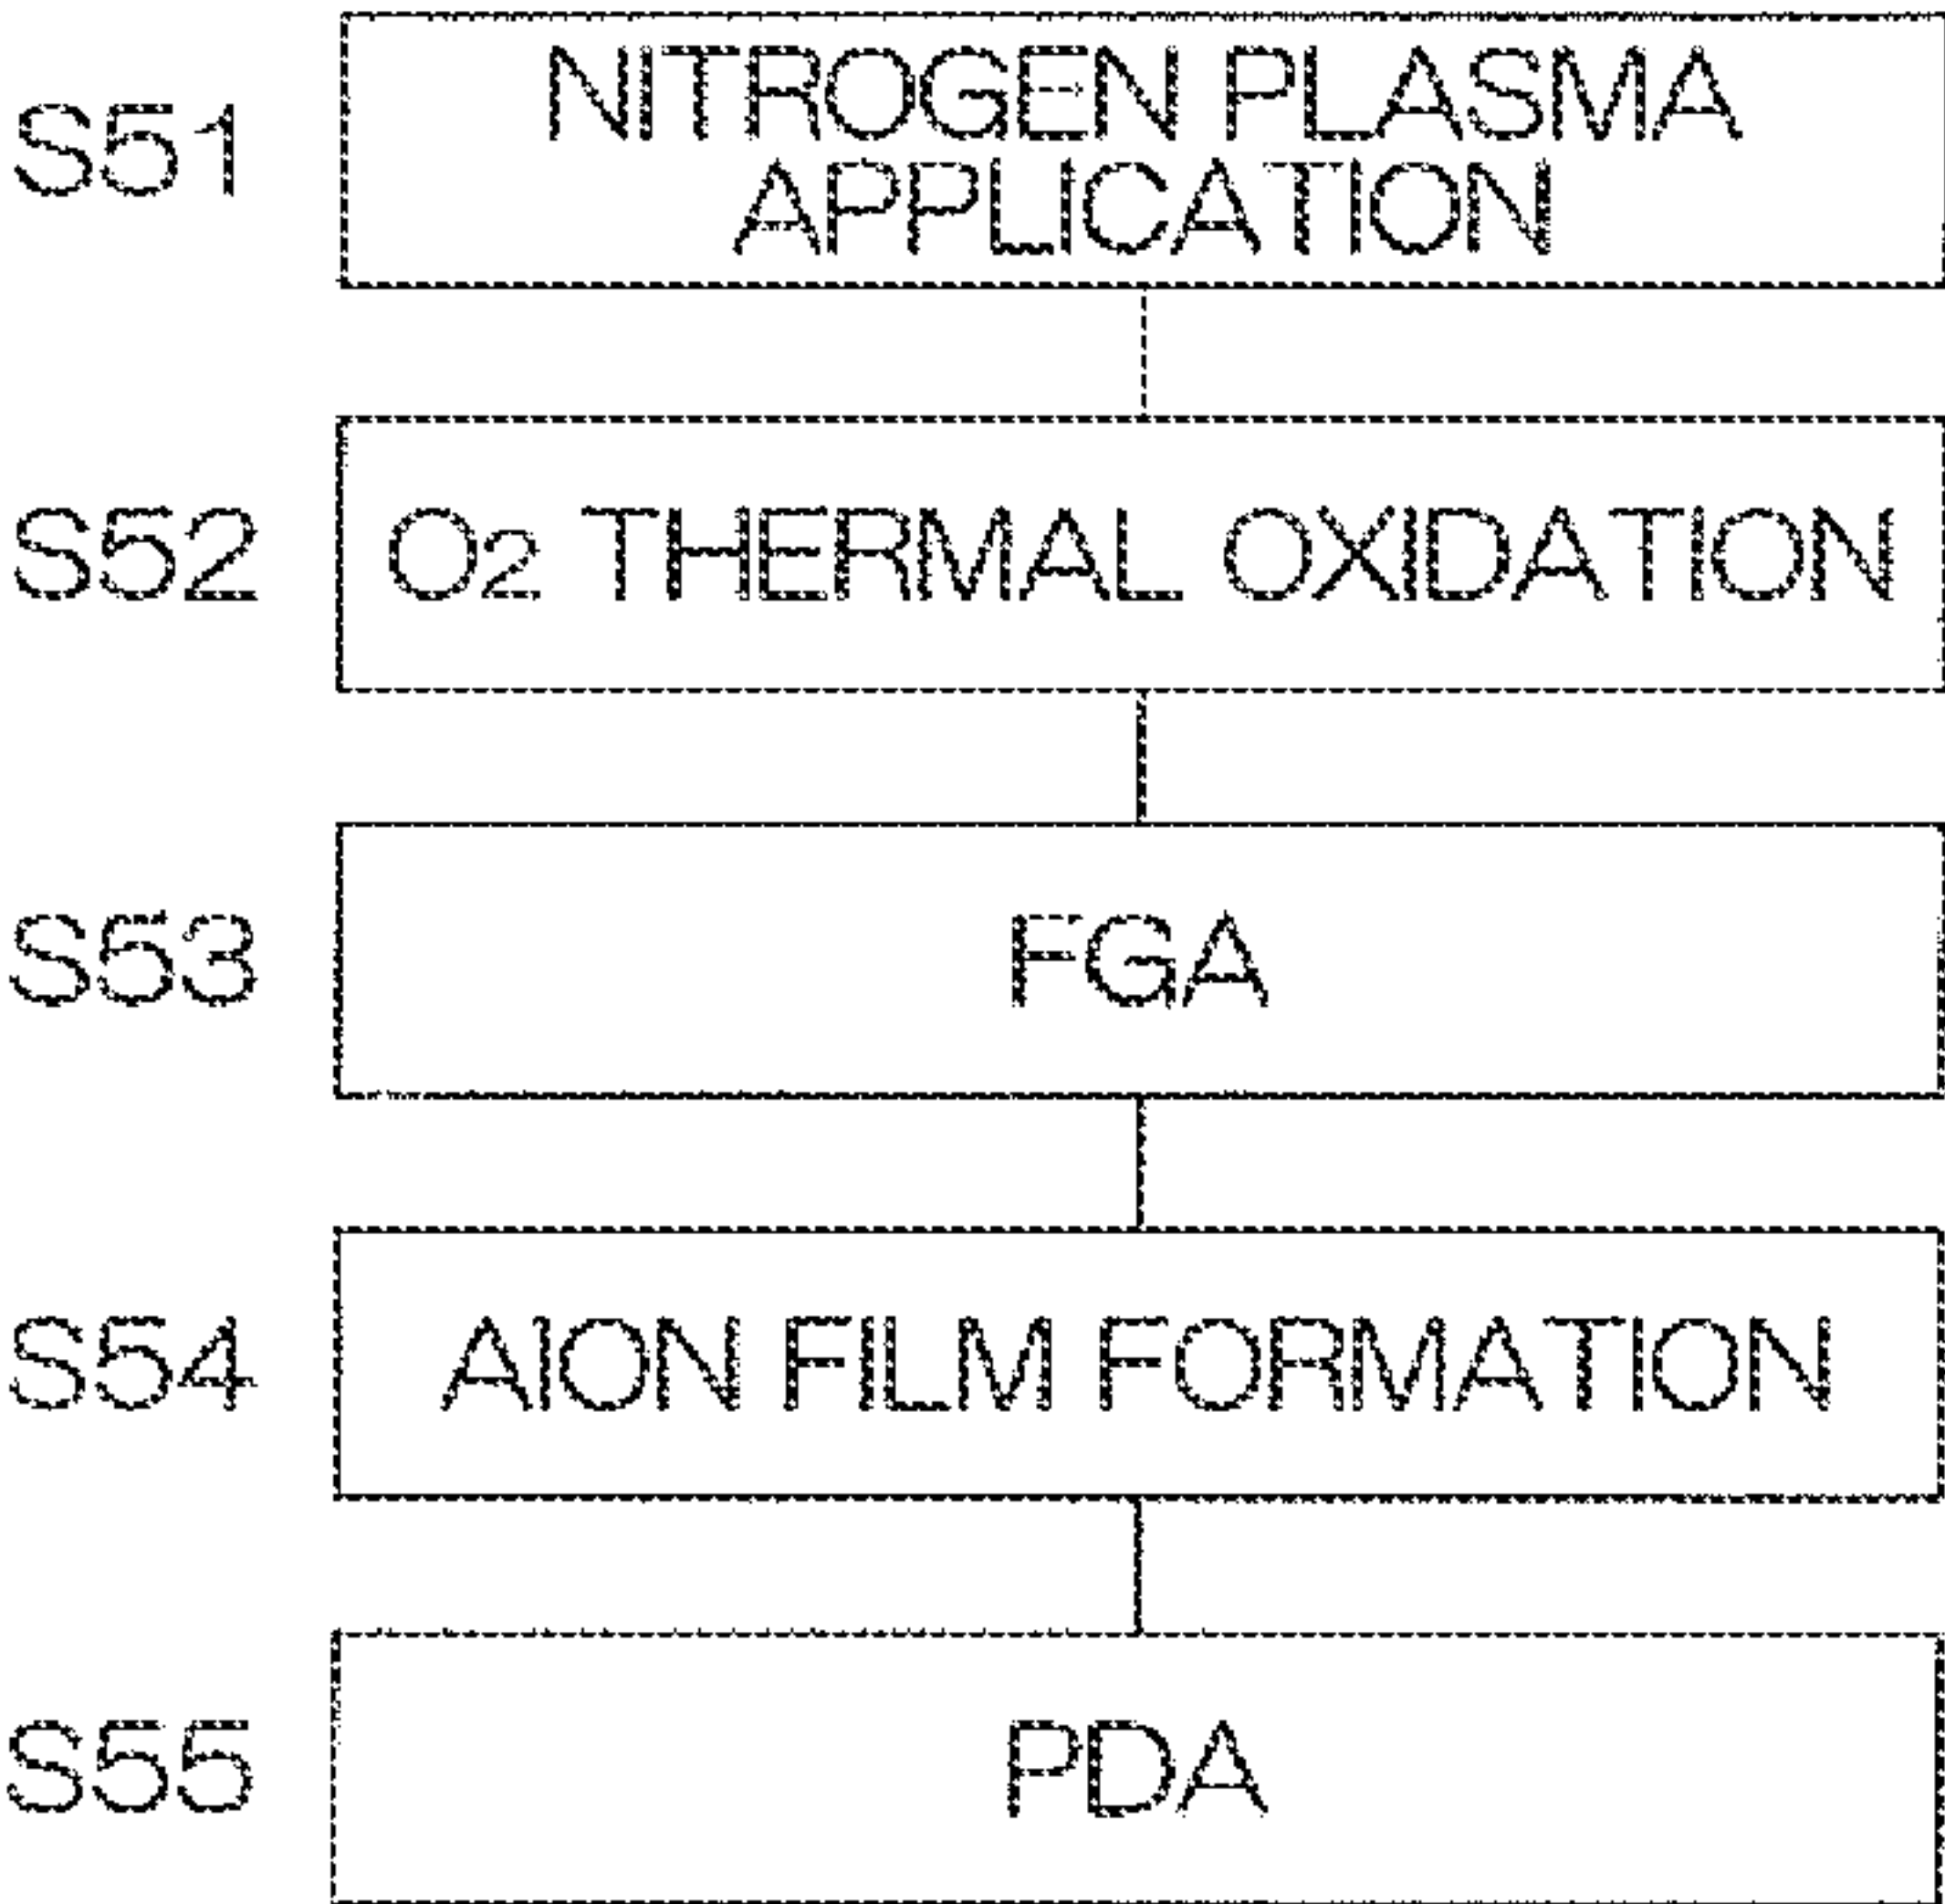 S51 NITROGEN PLASMA
APPLICATION
S52 O2 THERMAL OXIDATION
S53 FGA
S54 AlON FILM FORMATION
S55 PDA